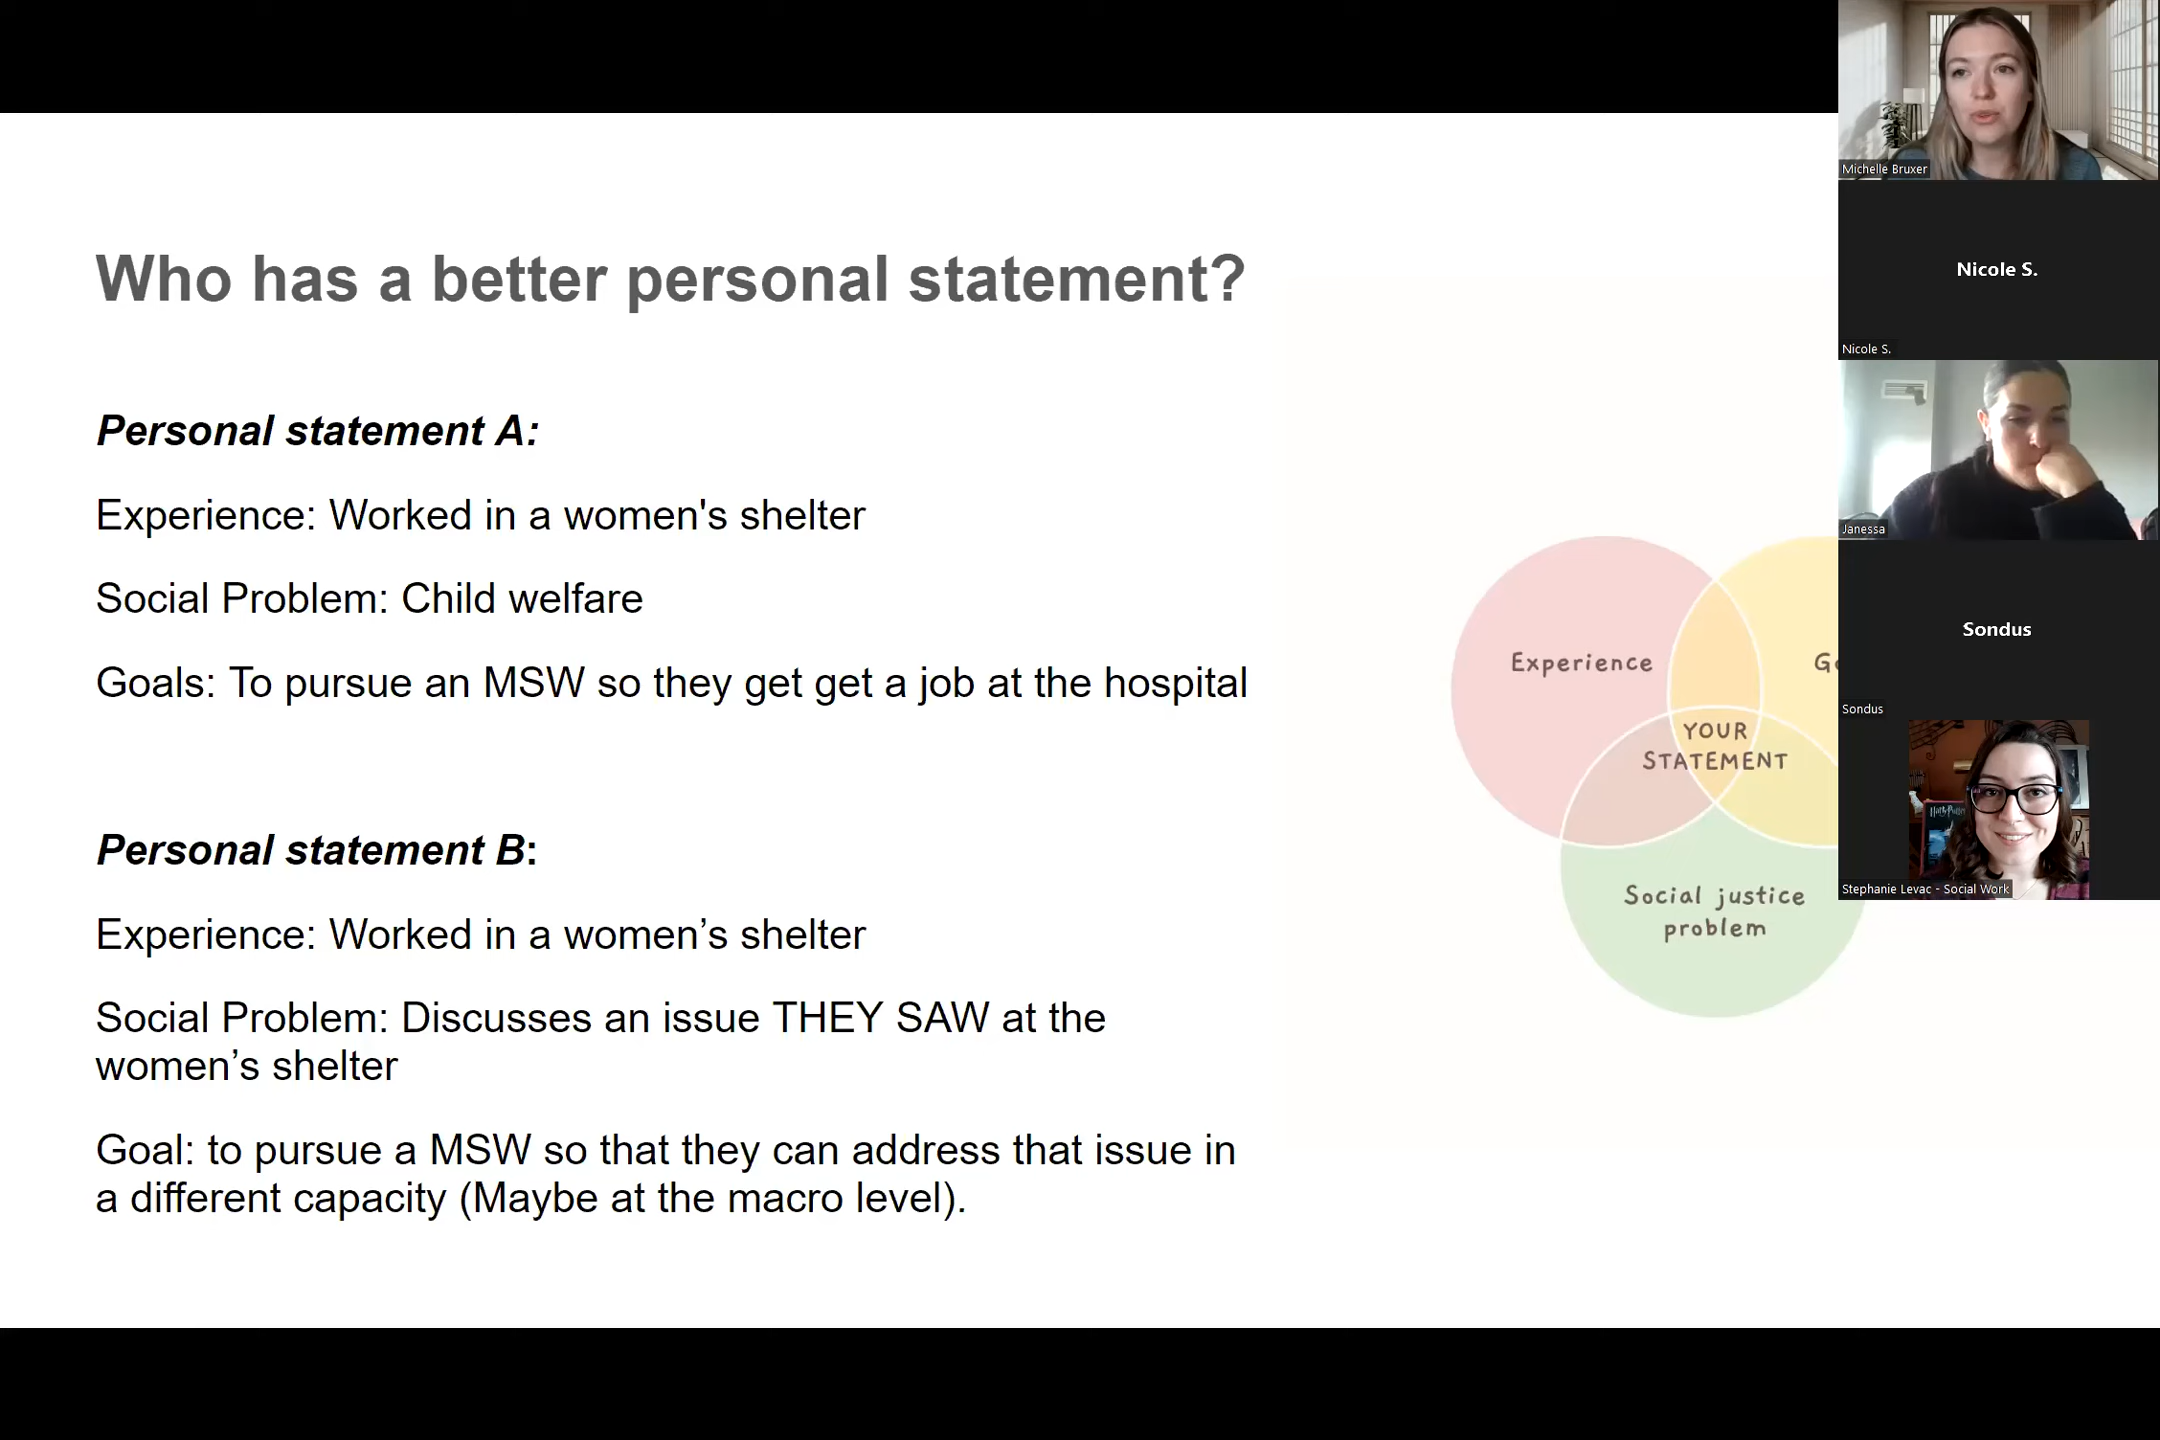 Who has a better personal statement?
Personal statement A:
Experience: Worked in a women's shelter
Social Problem: Child welfare
Goals: To pursue an MSW so they get get a job at the hospital
Personal statement B:
Experience: Worked in a women’s shelter
Social Problem: Discusses an issue THEY SAW at the
women’s shelter
Goal: to pursue a MSW so that they can address that issue in
a different capacity (Maybe at the macro level).
Experience
YOUR
STATEMENT
Social justice
problem
Michelle Bruxer
Nicole S.
Nicole S.
Janessa
Sondus
Sondus
Harry Potter
Stephanie Levac - Social Work